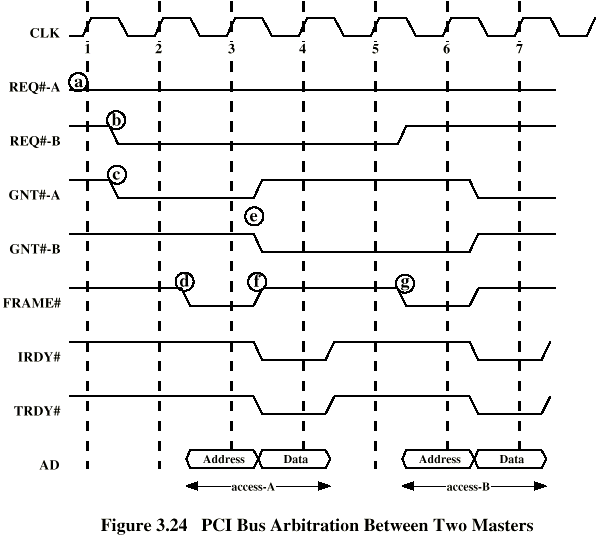 CLK
1 2 3 4 5 6 7
REQ#-A
a
REQ#-B
b
GNT#-A
c
e
GNT#-B
FRAME#
d f g
IRDY#
TRDY#
AD
Address Data Address Data
access-A access-B
Figure 3.24 PCI Bus Arbitration Between Two Masters